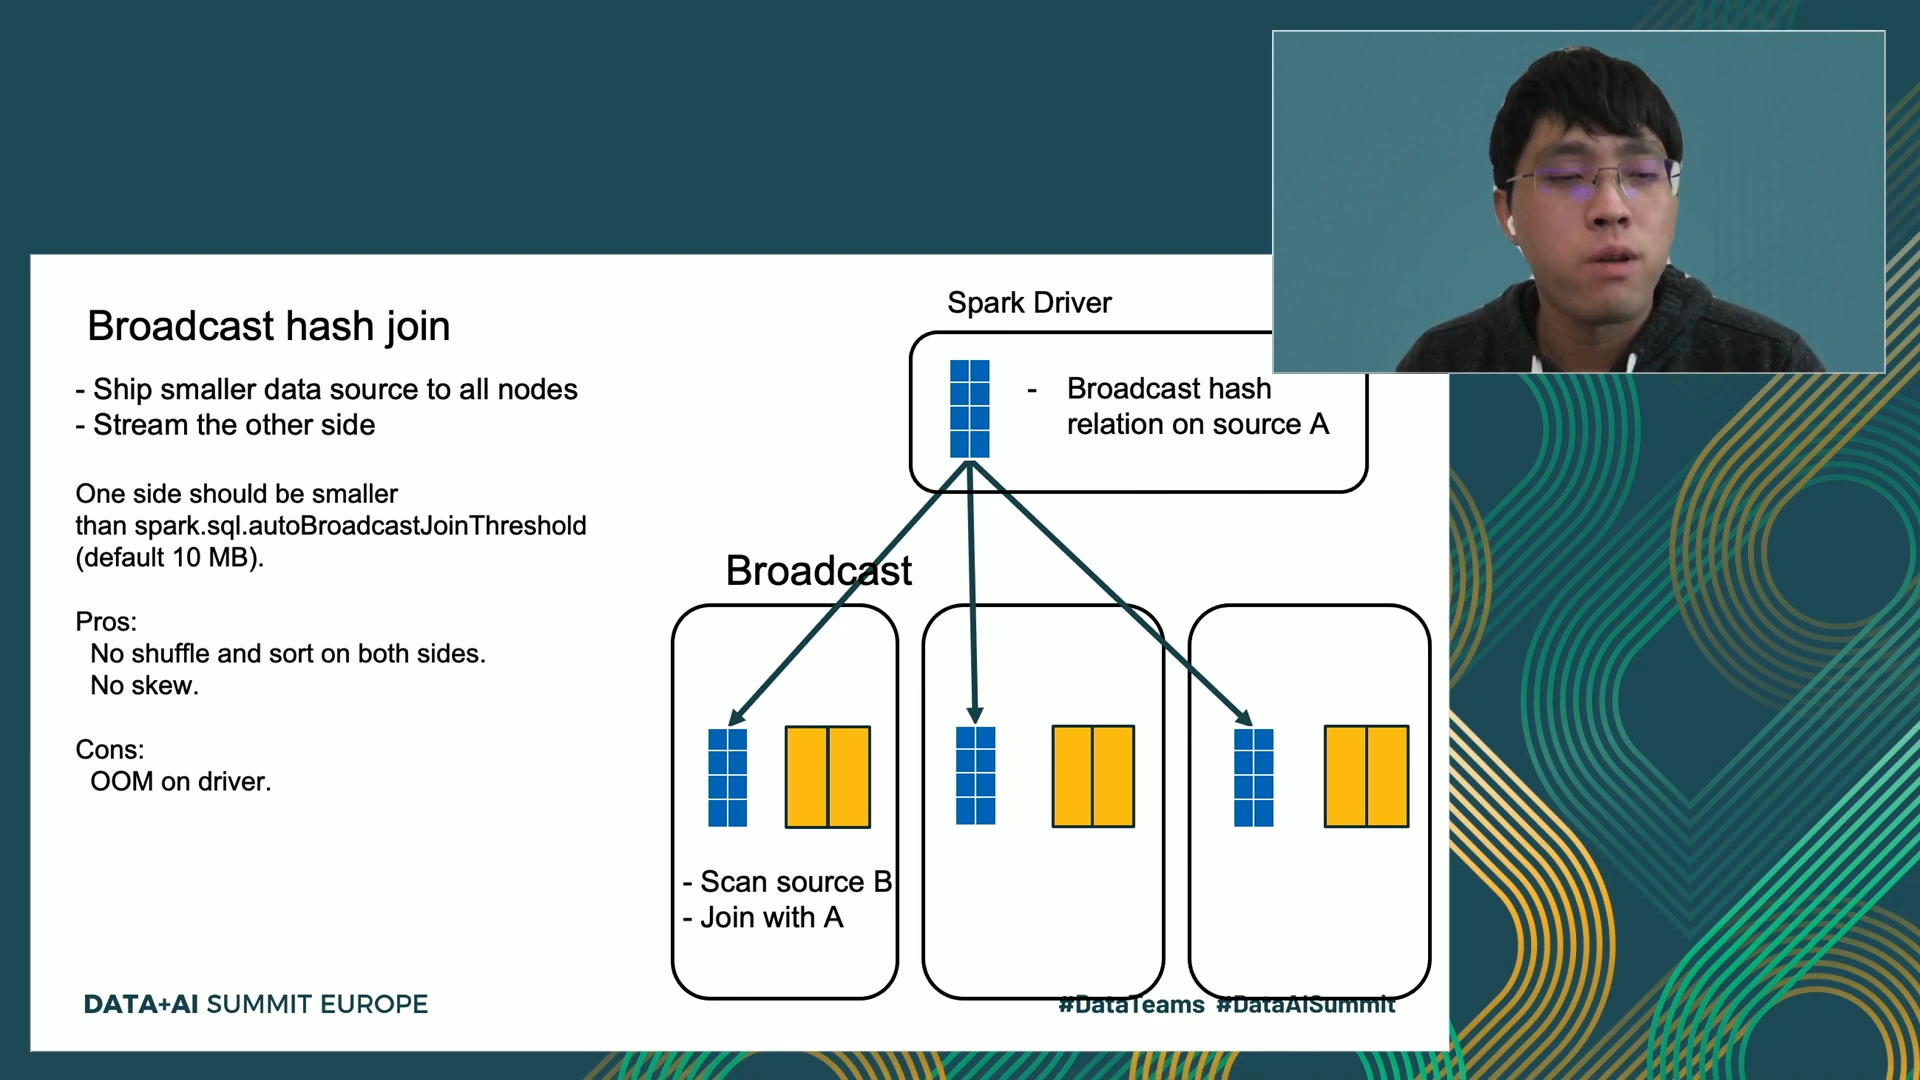 Broadcast hash join
- Ship smaller data source to all nodes
- Stream the other side
One side should be smaller
than spark.sql.autoBroadcastJoinThreshold
(default 10 MB).
Pros:
No shuffle and sort on both sides.
No skew.
Cons:
OOM on driver.
Spark Driver
- Broadcast hash
relation on source A
Broadcast
- Scan source B
- Join with A
DATA+AI SUMMIT EUROPE
#DataTeams #DataAISummit